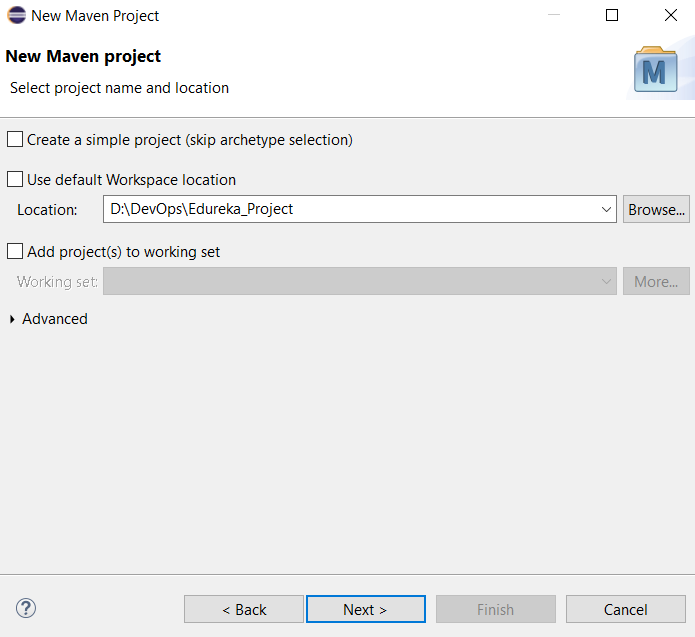 New Maven Project
New Maven project
Select project name and location
M
Create a simple project (skip archetype selection)
Use default Workspace location
Location: D:\DevOps\Edureka_Project Browse...
Add project(s) to working set
Working set: More...
Advanced
? < Back Next > Finish Cancel